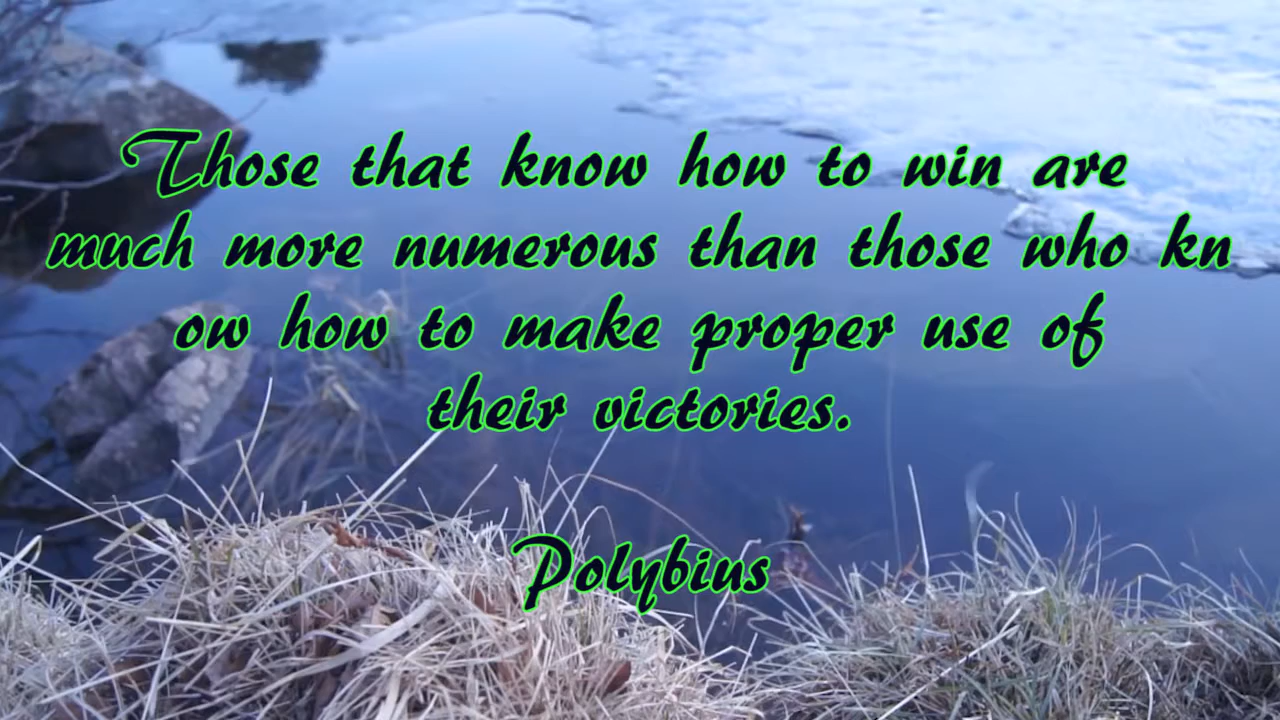 Those that know how to win are
much more numerous than those who kn
ow how to make proper use of
their victories.
Polybius